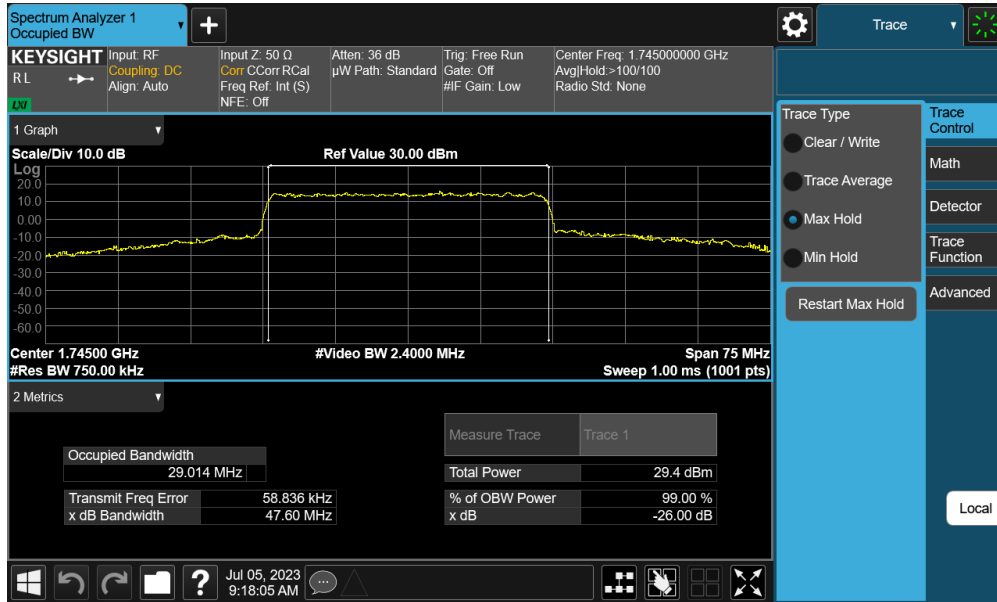 Spectrum Analyzer 1
Occupied BW
+
Trace
KEYSIGHT
R L
LXI
Input: RF
Coupling: DC
Align: Auto
Input Z: 50 Ω
Corr CCorr RCal
Freq Ref: Int (S)
NFE: Off
Atten: 36 dB
µW Path: Standard
Trig: Free Run
Gate: Off
#IF Gain: Low
Center Freq: 1.745000000 GHz
Avg|Hold:>100/100
Radio Std: None
1 Graph
Scale/Div 10.0 dB
Ref Value 30.00 dBm
Log
20.0
10.0
0.00
-10.0
-20.0
-30.0
-40.0
-50.0
-60.0
Center 1.74500 GHz
#Video BW 2.4000 MHz
Span 75 MHz
#Res BW 750.00 kHz
Sweep 1.00 ms (1001 pts)
2 Metrics
Measure Trace
Trace 1
Occupied Bandwidth
29.014 MHz
Total Power
29.4 dBm
Transmit Freq Error
58.836 kHz
% of OBW Power
99.00 %
x dB Bandwidth
47.60 MHz
x dB
-26.00 dB
Trace Type
Clear / Write
Trace Average
Max Hold
Min Hold
Restart Max Hold
Trace
Control
Math
Detector
Trace
Function
Advanced
Local
?
Jul 05, 2023
9:18:05 AM